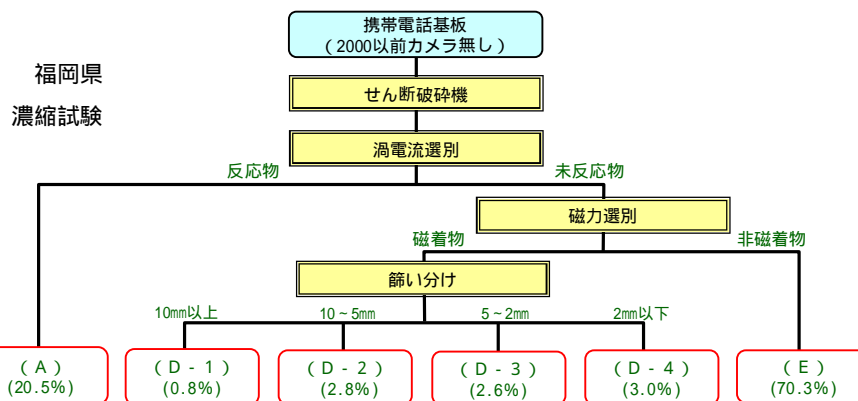 携帯電話基板
(2000以前カメラ無し)
福岡県
濃縮試験
せん断破砕機
渦電流選別
反応物
未反応物
磁力選別
磁着物
非磁着物
篩い分け
10㎜以上
10~5㎜
5~2㎜
2㎜以下
(A)
(20.5%)
(D-1)
(0.8%)
(D-2)
(2.8%)
(D-3)
(2.6%)
(D-4)
(3.0%)
(E)
(70.3%)